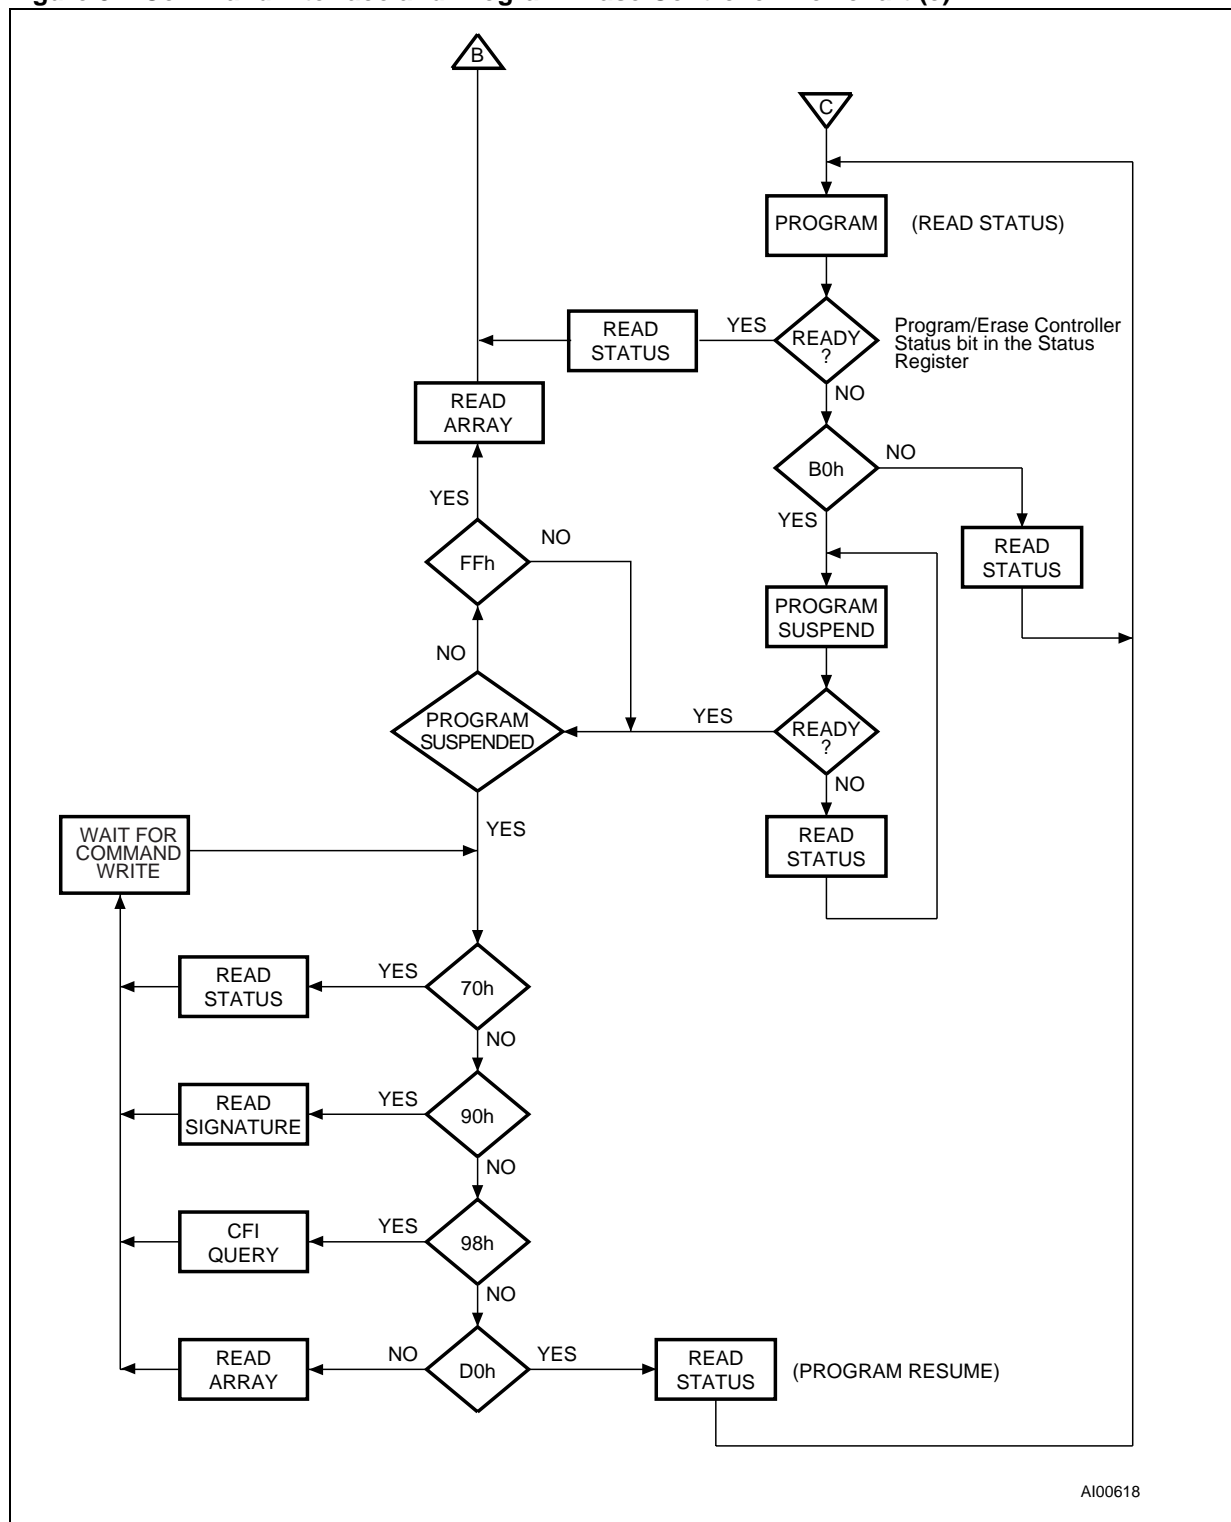 B
C
PROGRAM
(READ STATUS)
READ
STATUS
YES
READY
?
Program/Erase Controller
Status bit in the Status
Register
NO
READ
ARRAY
B0h
NO
YES
YES
FFh
NO
READ
STATUS
PROGRAM
SUSPEND
NO
PROGRAM
SUSPENDED
YES
READY
?
NO
WAIT FOR
COMMAND
WRITE
YES
READ
STATUS
READ
STATUS
YES
70h
NO
READ
SIGNATURE
YES
90h
NO
CFI
QUERY
YES
98h
NO
READ
ARRAY
NO
D0h
YES
READ
STATUS
(PROGRAM RESUME)
AI00618